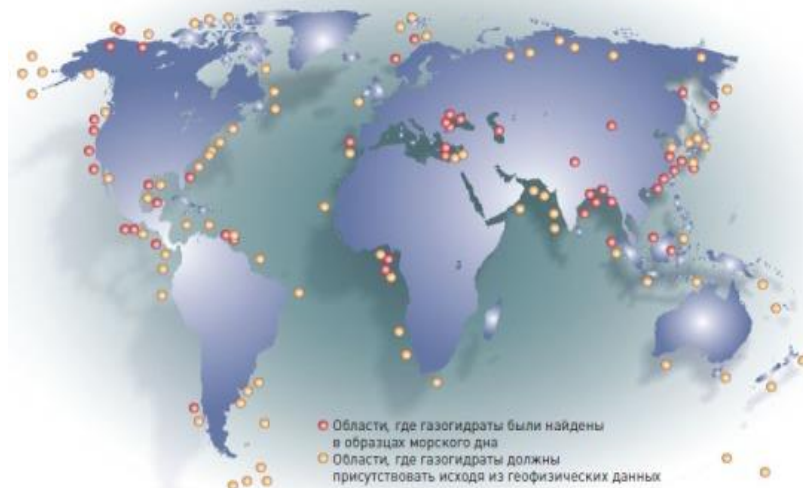 Области, где газогидраты были найдены
в образцах морского дна
Области, где газогидраты должны
присутствовать исходя из геофизических данных